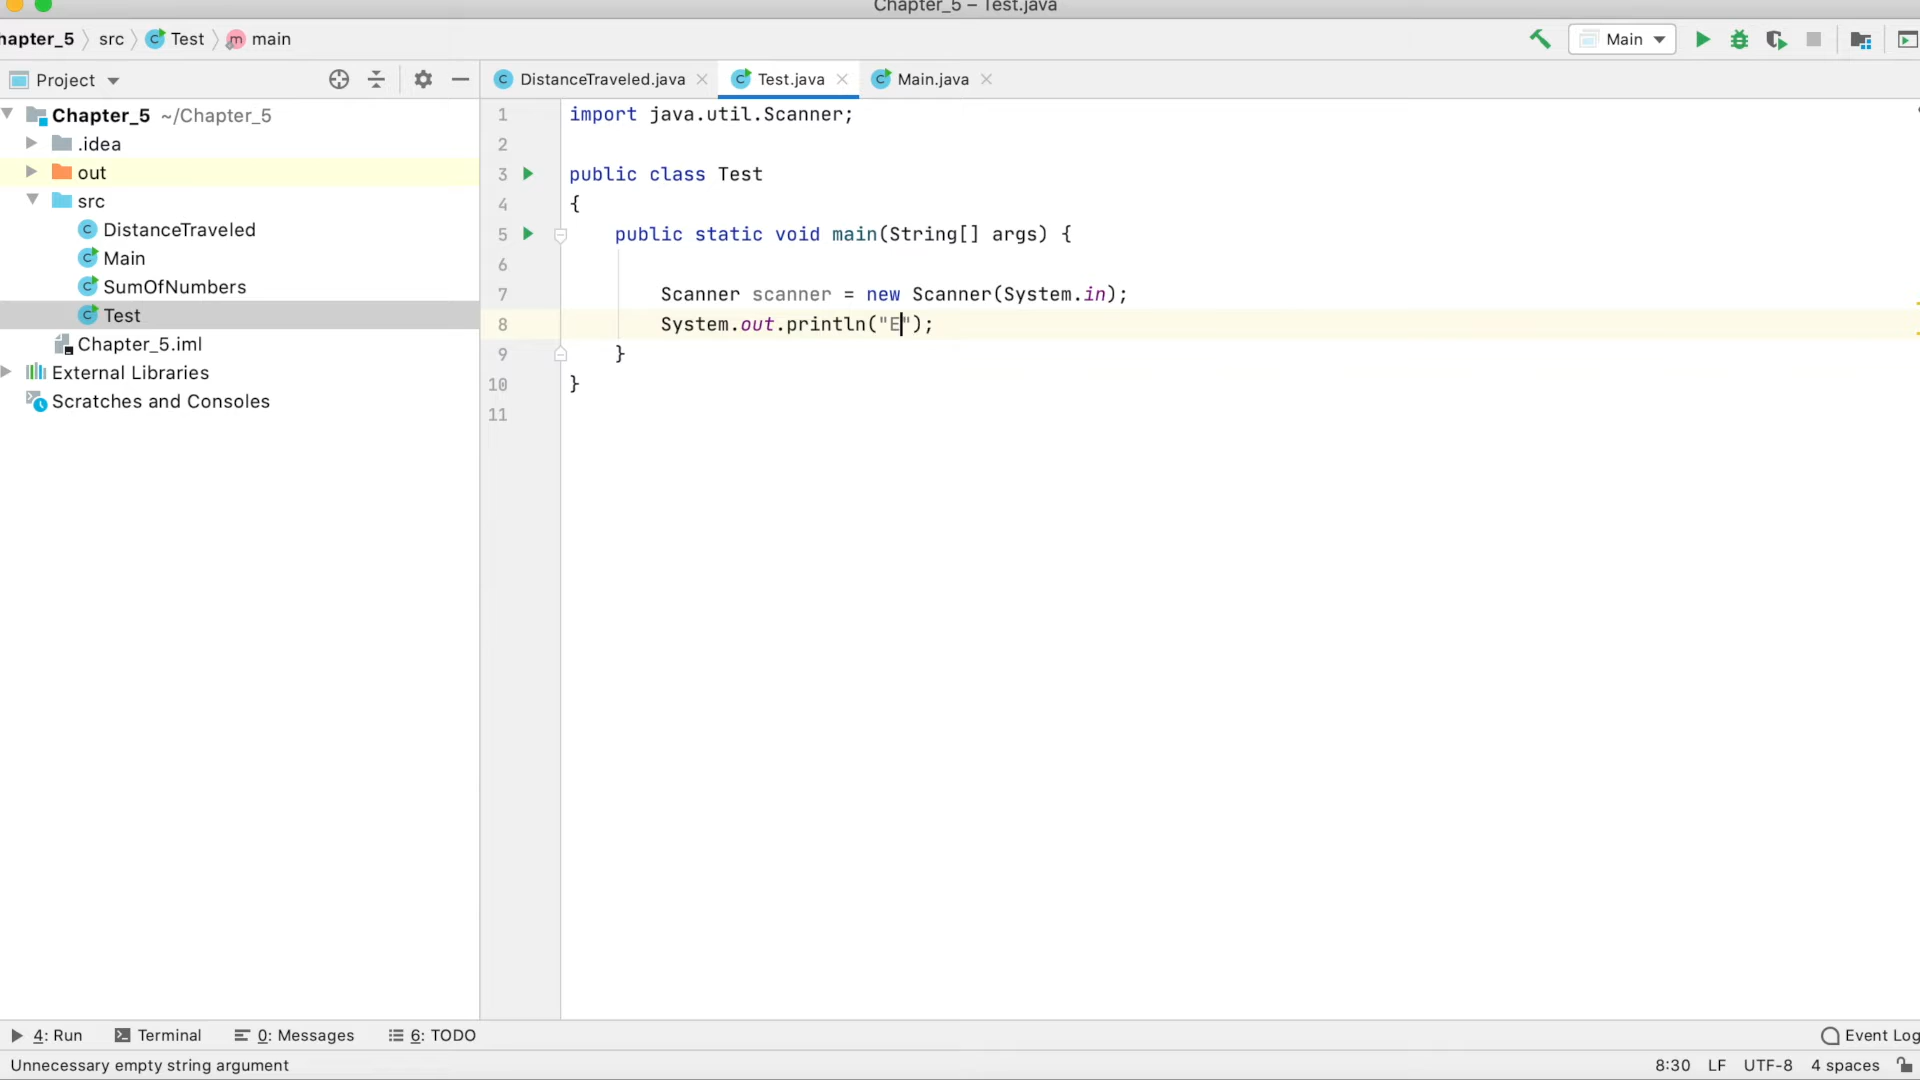 Chapter_5 – Test.java
hapter_5 src Test main
Main
Project
DistanceTraveled.java Test.java Main.java
Chapter_5 ~/Chapter_5
.idea
out
src
DistanceTraveled
Main
SumOfNumbers
Test
Chapter_5.iml
External Libraries
Scratches and Consoles
1 import java.util.Scanner;
2
3 public class Test
4 {
5 public static void main(String[] args) {
6
7 Scanner scanner = new Scanner(System.in);
8 System.out.println("E");
9 }
10 }
11
4: Run Terminal 0: Messages 6: TODO Event Log
Unnecessary empty string argument 8:30 LF UTF-8 4 spaces